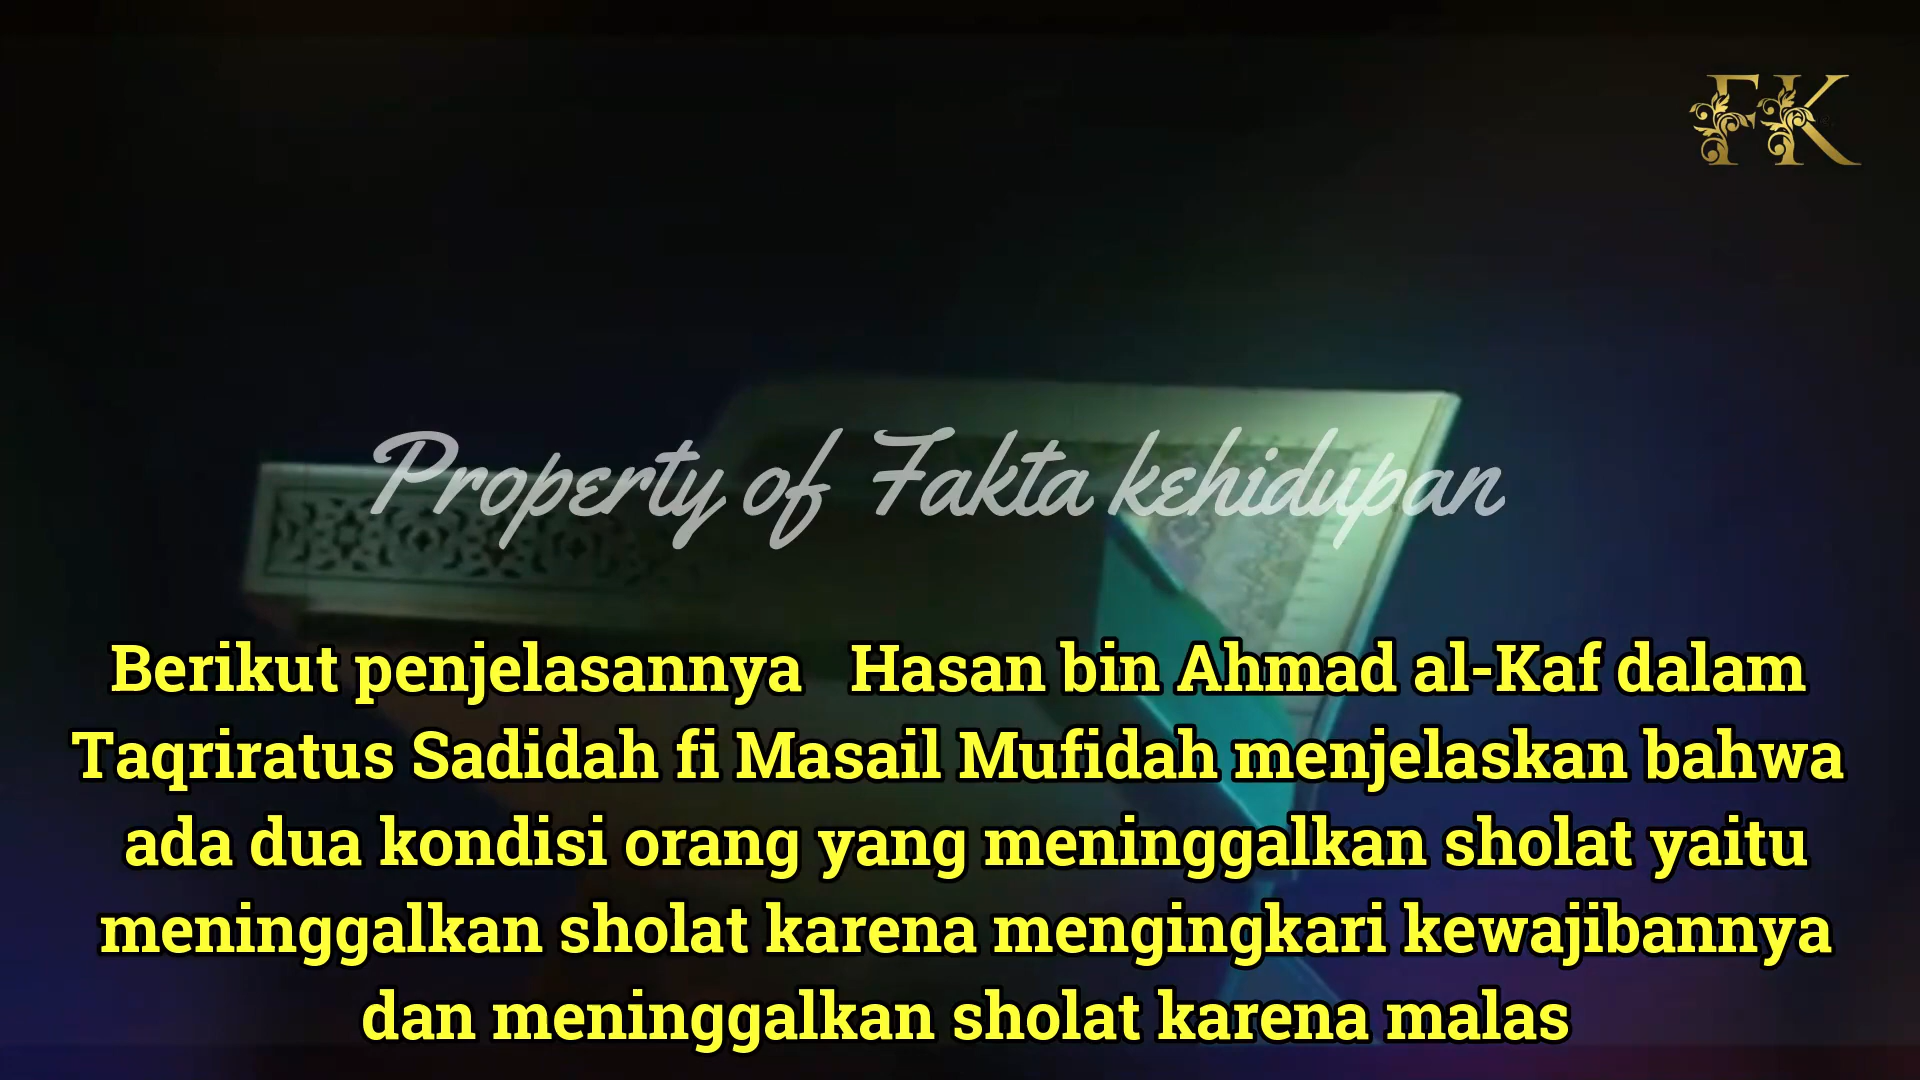 FK
Property of Fakta kehidupan
Berikut penjelasannya Hasan bin Ahmad al-Kaf dalam
Taqriratus Sadidah fi Masail Mufidah menjelaskan bahwa
ada dua kondisi orang yang meninggalkan sholat yaitu
meninggalkan sholat karena mengingkari kewajibannya
dan meninggalkan sholat karena malas